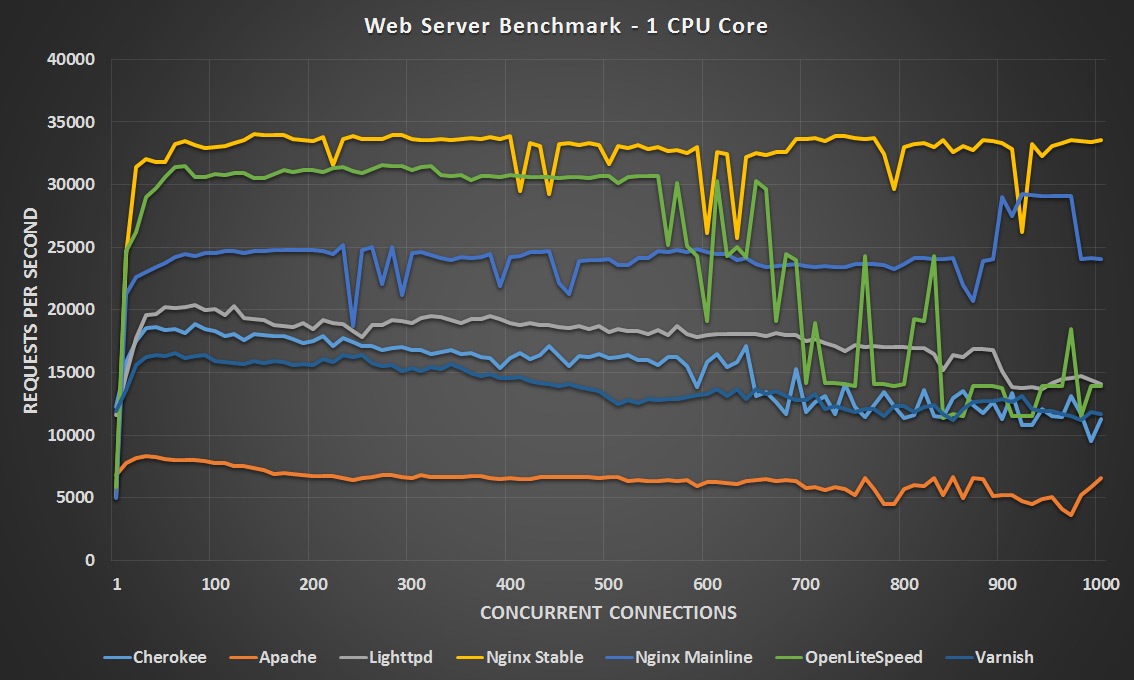 Web Server Benchmark - 1 CPU Core
40000
35000
30000
25000
20000
15000
10000
5000
0
REQUESTS PER SECOND
1 100 200 300 400 500 600 700 800 900 1000
CONCURRENT CONNECTIONS
Cherokee Apache Lighttpd Nginx Stable Nginx Mainline OpenLiteSpeed Varnish